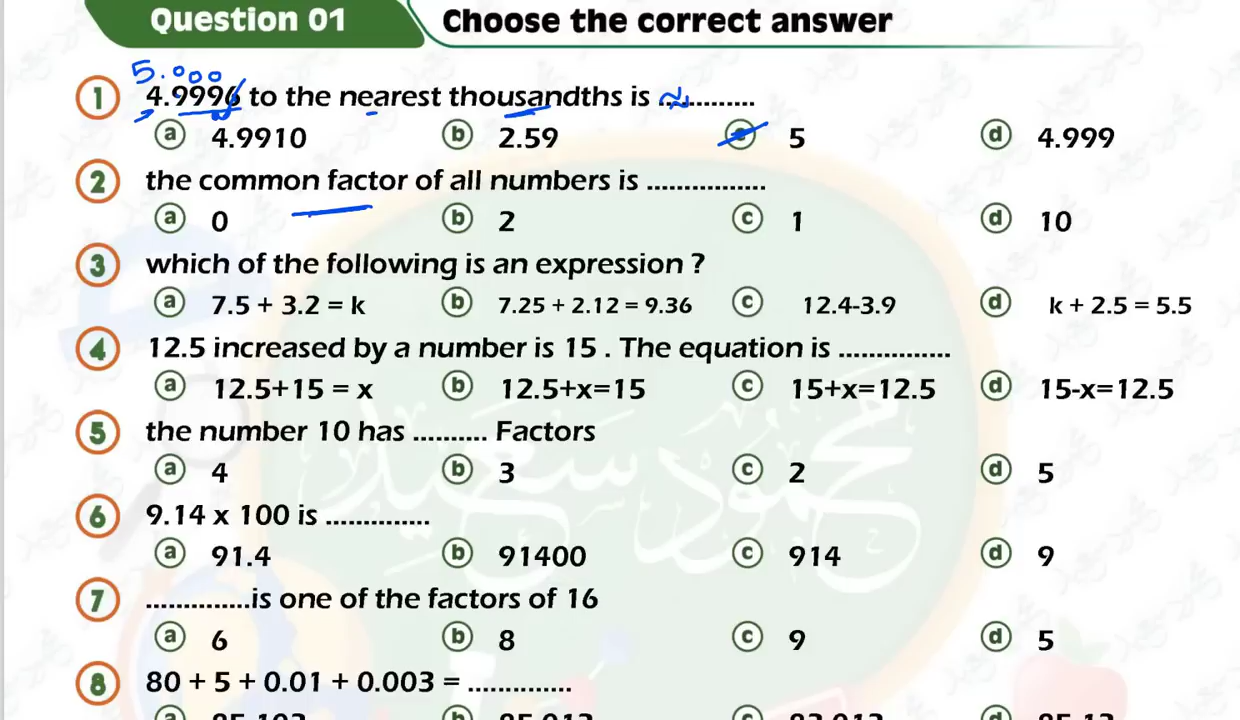 Question 01 Choose the correct answer
5.000
1 4.9996 to the nearest thousandths is ≈ ............
a 4.9910 b 2.59 c 5 d 4.999
2 the common factor of all numbers is .................
a 0 b 2 c 1 d 10
3 which of the following is an expression ?
a 7.5 + 3.2 = k b 7.25 + 2.12 = 9.36 c 12.4-3.9 d k + 2.5 = 5.5
4 12.5 increased by a number is 15 . The equation is ................
a 12.5+15 = x b 12.5+x=15 c 15+x=12.5 d 15-x=12.5
5 the number 10 has .......... Factors
a 4 b 3 c 2 d 5
6 9.14 x 100 is ...............
a 91.4 b 91400 c 914 d 9
7 ...............is one of the factors of 16
a 6 b 8 c 9 d 5
8 80 + 5 + 0.01 + 0.003 = ...............
محمود سعيد